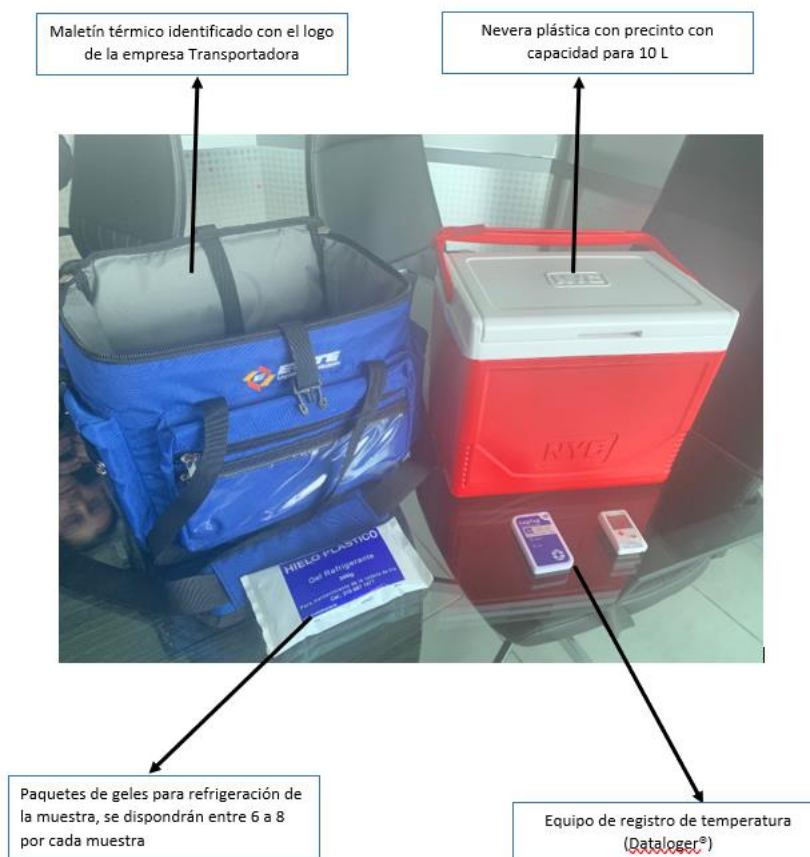 Maletín térmico identificado con el logo
de la empresa Transportadora
Nevera plástica con precinto con
capacidad para 10 L
HIELO PLASTICO
Gel Refrigerante
Paquetes de geles para refrigeración de
la muestra, se dispondrán entre 6 a 8
por cada muestra
Equipo de registro de temperatura
(Dataloger®)